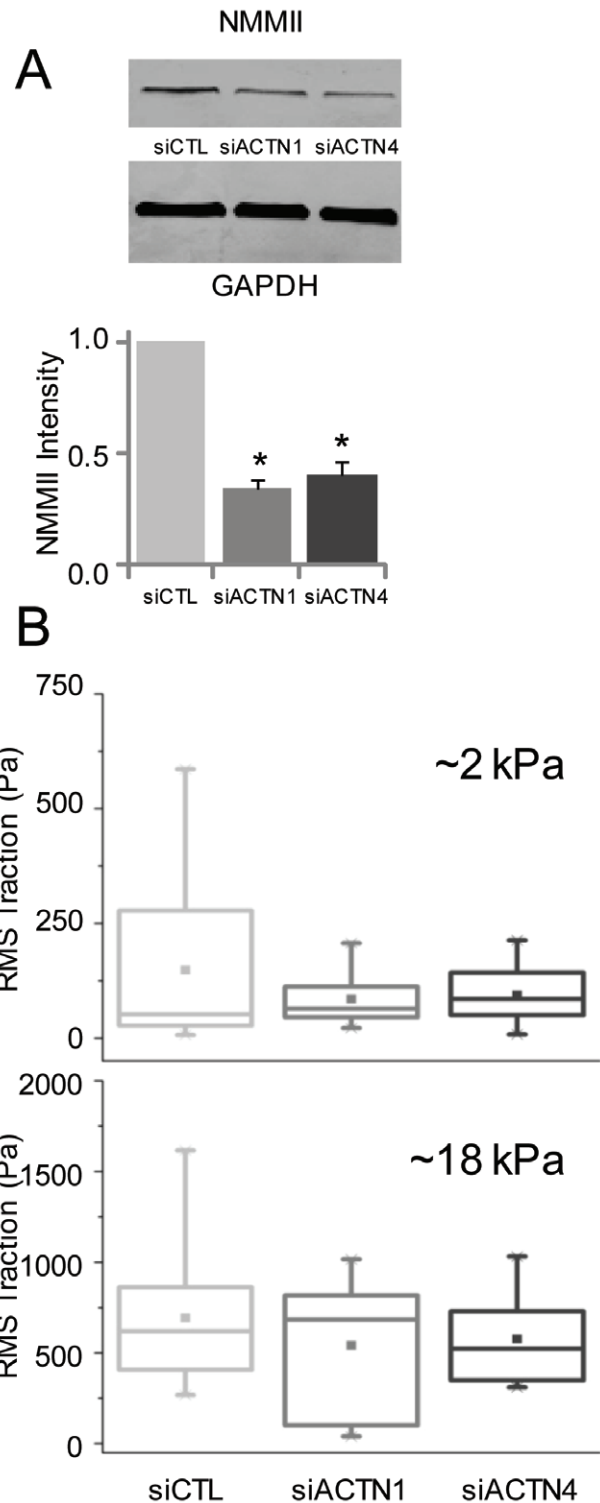 NMMII
A
siCTL siACTN1 siACTN4
GAPDH
NMMII Intensity
1.0
0.5
0.0
* *
siCTL siACTN1 siACTN4
B
RMS Traction (Pa)
750
500
250
0
~2 kPa
RMS Traction (Pa)
2000
1500
1000
500
0
~18 kPa
siCTL siACTN1 siACTN4